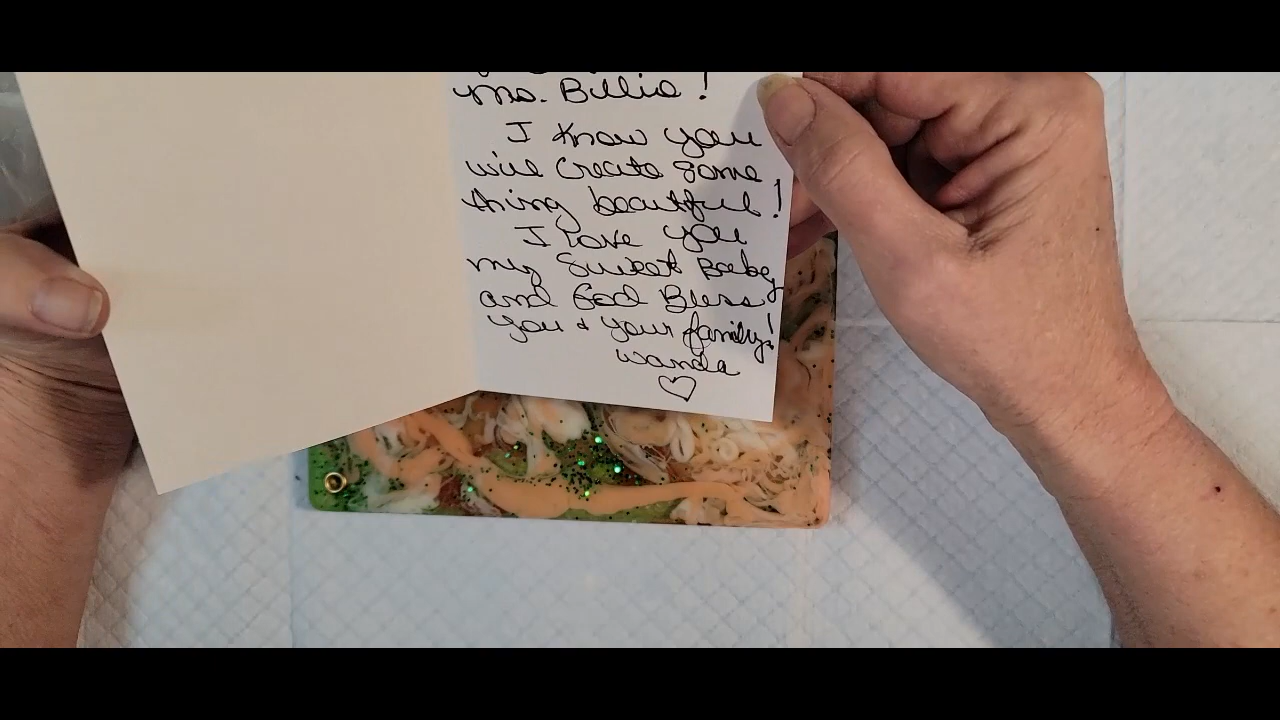 Ms. Billie!
I know you
will create some
thing beautiful!
I love you
my Sweet Baby
and God Bless
you & your family!
Wanda